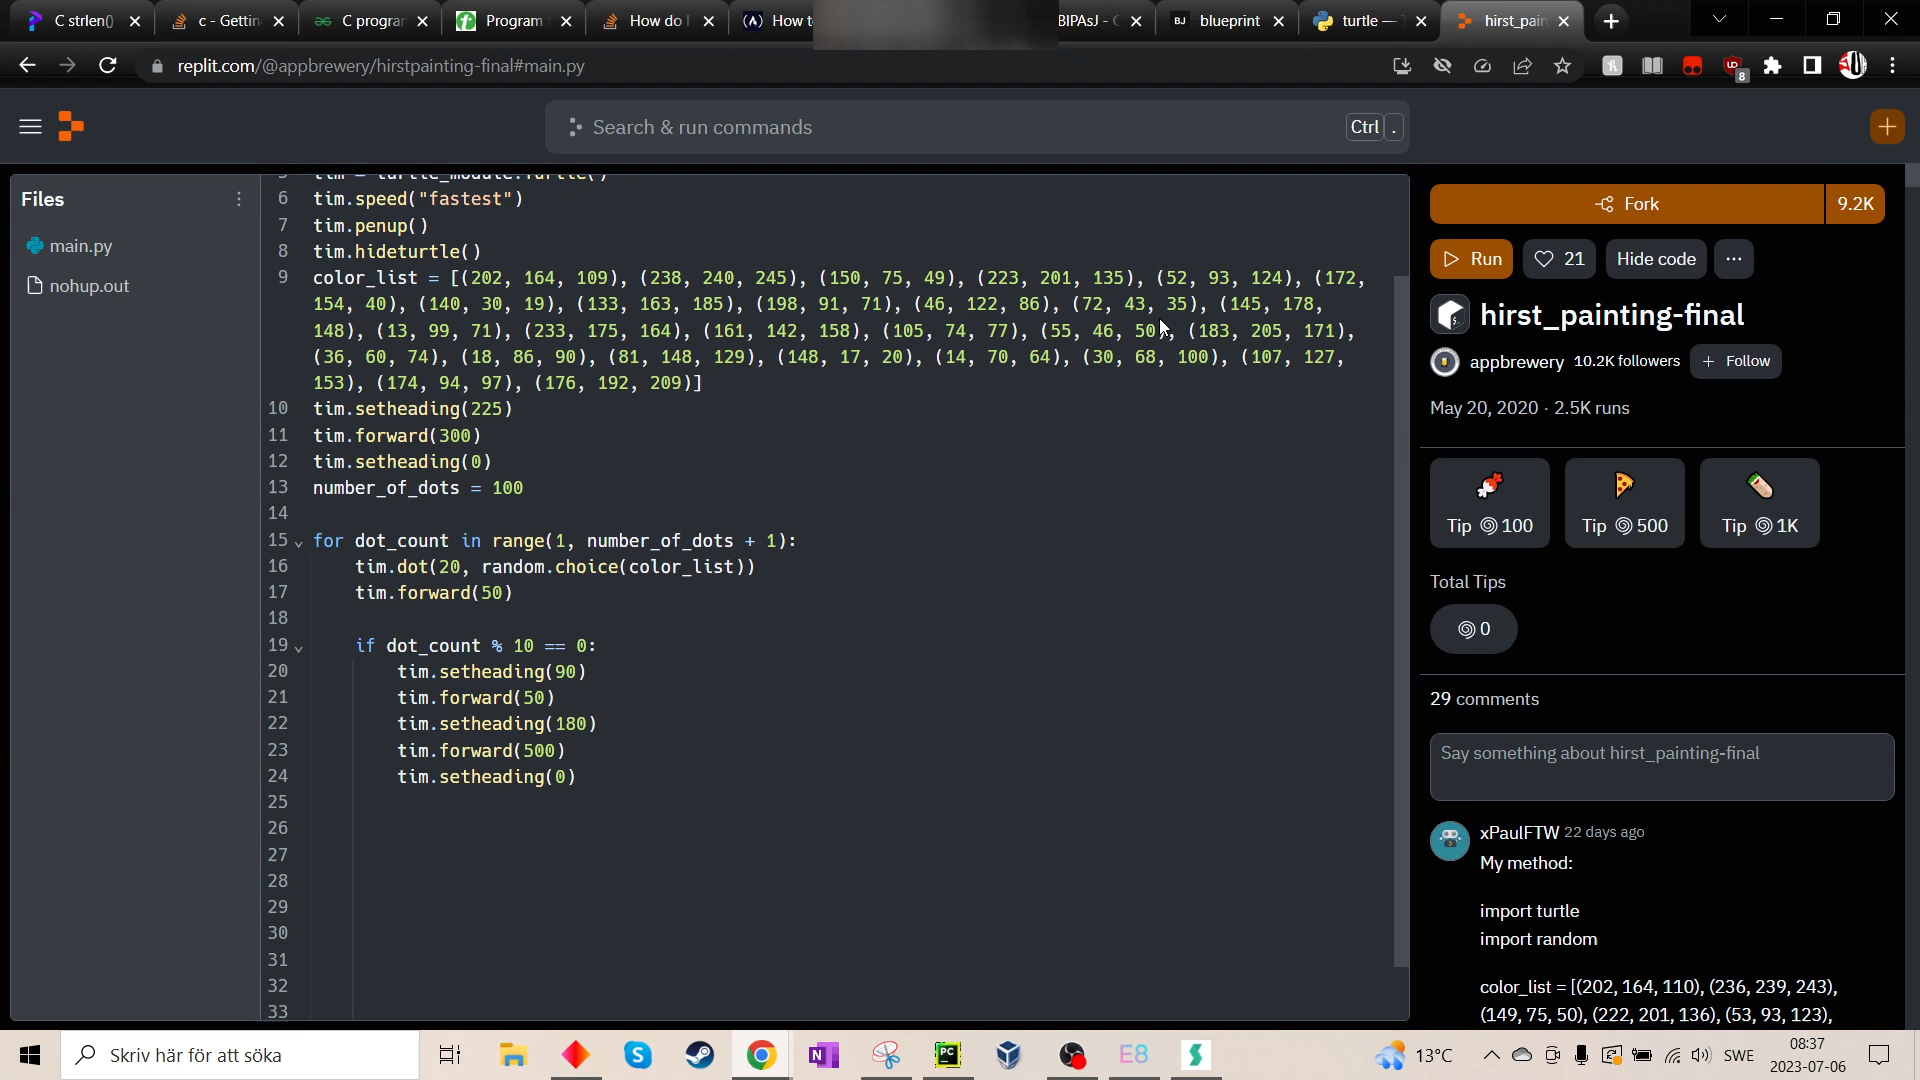 C strlen()
c - Gettin
C progran
Program
How do I
How to
BIPAsJ - C
blueprint
turtle — T
hirst_pain
replit.com/@appbrewery/hirstpainting-final#main.py
8
Search & run commands
Ctrl .
Files
main.py
nohup.out
6 tim.speed("fastest")
7 tim.penup()
8 tim.hideturtle()
9 color_list = [(202, 164, 109), (238, 240, 245), (150, 75, 49), (223, 201, 135), (52, 93, 124), (172,
154, 40), (140, 30, 19), (133, 163, 185), (198, 91, 71), (46, 122, 86), (72, 43, 35), (145, 178,
148), (13, 99, 71), (233, 175, 164), (161, 142, 158), (105, 74, 77), (55, 46, 50), (183, 205, 171),
(36, 60, 74), (18, 86, 90), (81, 148, 129), (148, 17, 20), (14, 70, 64), (30, 68, 100), (107, 127,
153), (174, 94, 97), (176, 192, 209)]
10 tim.setheading(225)
11 tim.forward(300)
12 tim.setheading(0)
13 number_of_dots = 100
14
15 for dot_count in range(1, number_of_dots + 1):
16 tim.dot(20, random.choice(color_list))
17 tim.forward(50)
18
19 if dot_count % 10 == 0:
20 tim.setheading(90)
21 tim.forward(50)
22 tim.setheading(180)
23 tim.forward(500)
24 tim.setheading(0)
25
26
27
28
29
30
31
32
33
Fork 9.2K
Run
21
Hide code
hirst_painting-final
appbrewery 10.2K followers + Follow
May 20, 2020 · 2.5K runs
Tip 100
Tip 500
Tip 1K
Total Tips
0
29 comments
Say something about hirst_painting-final
xPaulFTW 22 days ago
My method:
import turtle
import random
color_list = [(202, 164, 110), (236, 239, 243),
(149, 75, 50), (222, 201, 136), (53, 93, 123),
Skriv här för att söka
N
PC
E8
13°C
SWE
08:37
2023-07-06